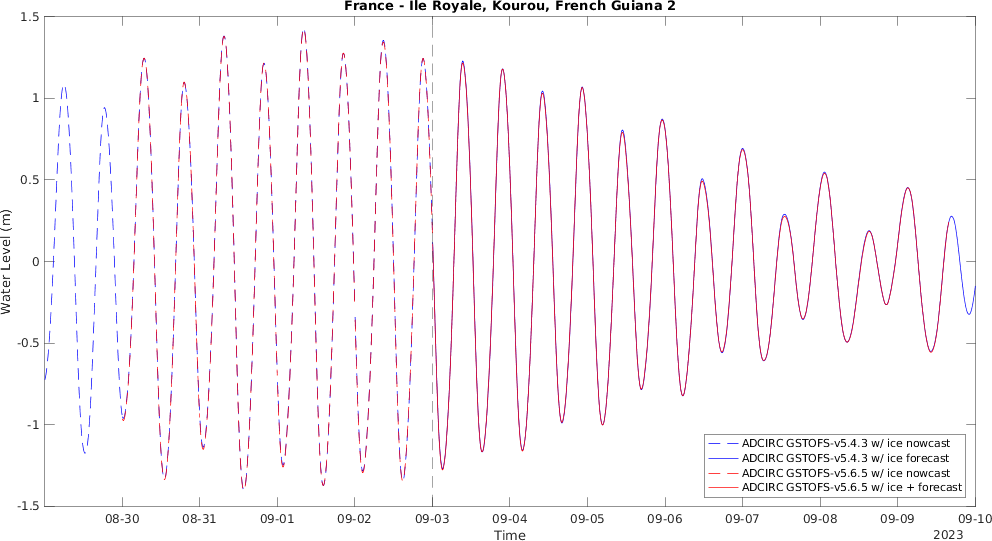 France - Ile Royale, Kourou, French Guiana 2
1.5
1
0.5
0
-0.5
-1
-1.5
Water Level (m)
08-30 08-31 09-01 09-02 09-03 09-04 09-05 09-06 09-07 09-08 09-09 09-10
Time 2023
ADCIRC GSTOFS-v5.4.3 w/ ice nowcast
ADCIRC GSTOFS-v5.4.3 w/ ice forecast
ADCIRC GSTOFS-v5.6.5 w/ ice nowcast
ADCIRC GSTOFS-v5.6.5 w/ ice + forecast